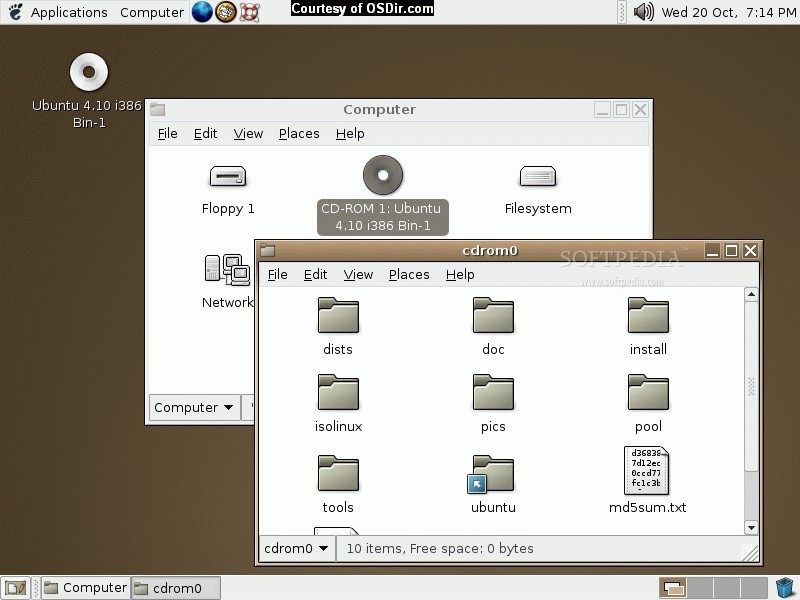 Applications Computer Courtesy of OSDir.com Wed 20 Oct, 7:14 PM
Ubuntu 4.10 i386
Bin-1
Computer
File Edit View Places Help
Floppy 1
CD-ROM 1: Ubuntu
4.10 i386 Bin-1
Filesystem
Network
Computer
cdrom0
SOFTPEDIA
www.softpedia.com
File Edit View Places Help
dists doc install
isolinux pics pool
d36838
7d12ec
0ccd77
fc1c3b
tools ubuntu md5sum.txt
cdrom0 10 items, Free space: 0 bytes
Computer cdrom0